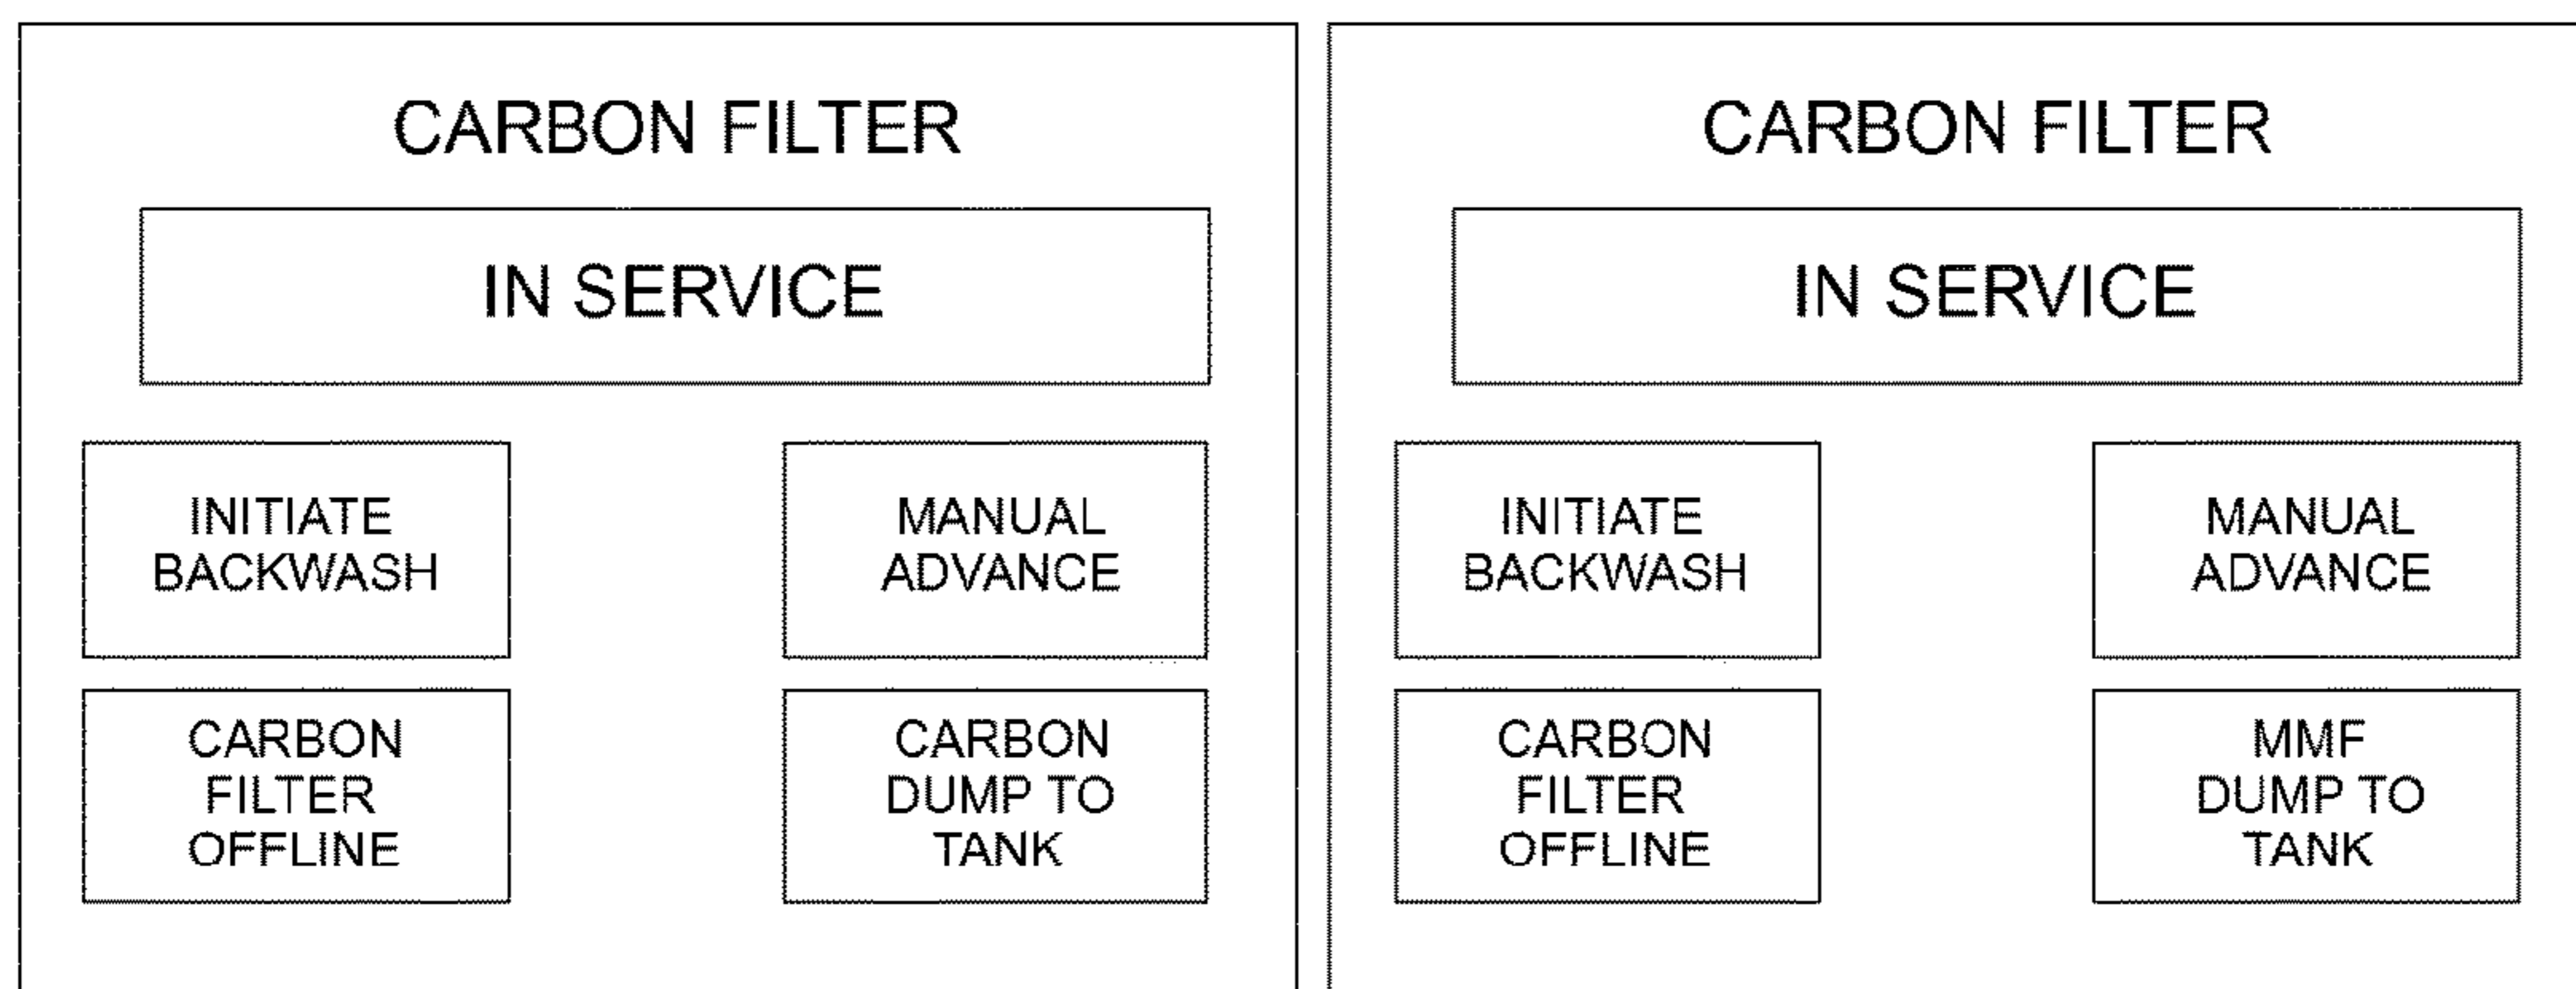 CARBON FILTER
IN SERVICE
INITIATE
BACKWASH
MANUAL
ADVANCE
CARBON
FILTER
OFFLINE
CARBON
DUMP TO
TANK
CARBON FILTER
IN SERVICE
INITIATE
BACKWASH
MANUAL
ADVANCE
CARBON
FILTER
OFFLINE
MMF
DUMP TO
TANK